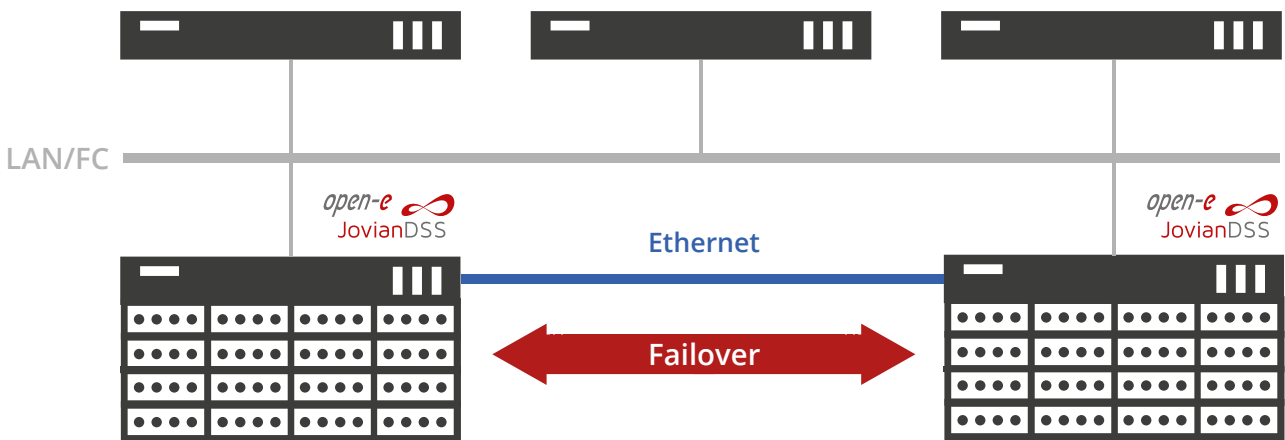 LAN/FC
open-e
JovianDSS
open-e
JovianDSS
Ethernet
Failover